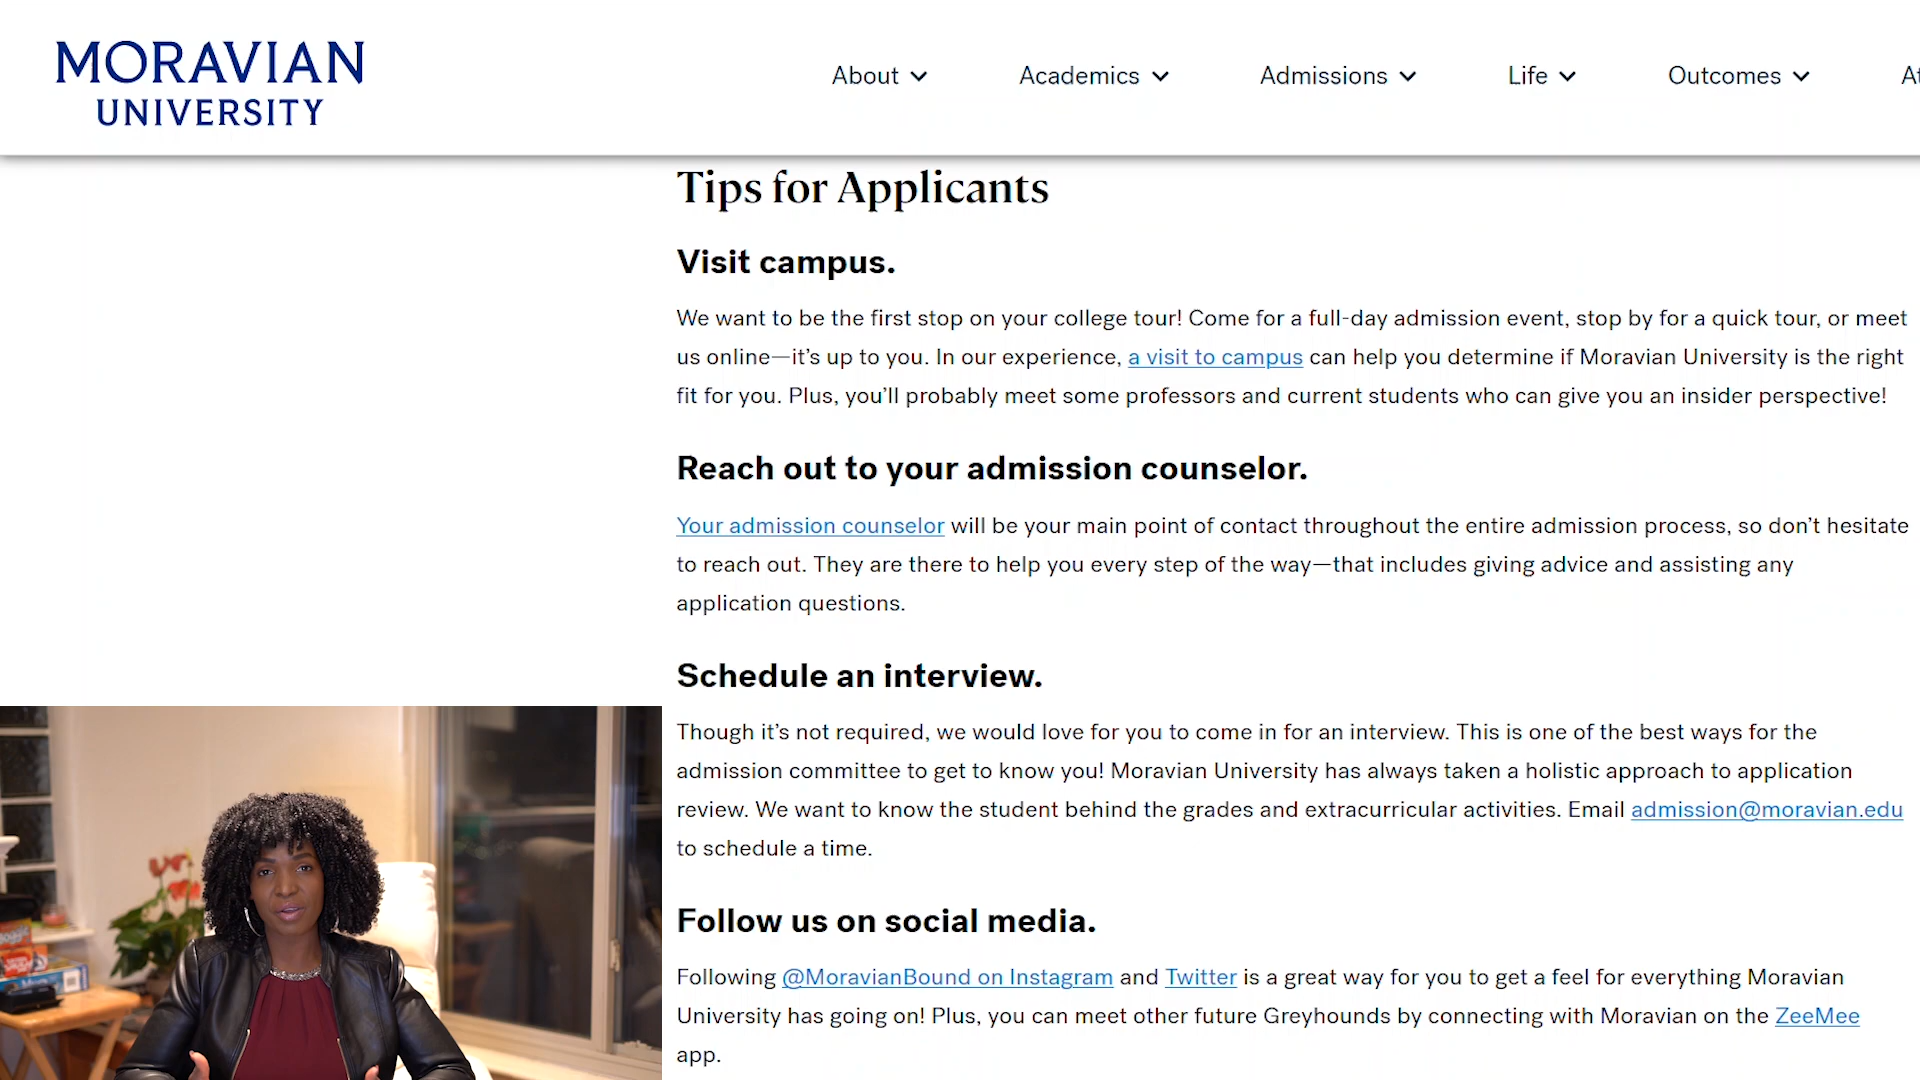 MORAVIAN
UNIVERSITY
About
Academics
Admissions
Life
Outcomes
Tips for Applicants
Visit campus.
We want to be the first stop on your college tour! Come for a full-day admission event, stop by for a quick tour, or meet
us online—it’s up to you. In our experience, a visit to campus can help you determine if Moravian University is the right
fit for you. Plus, you’ll probably meet some professors and current students who can give you an insider perspective!
Reach out to your admission counselor.
Your admission counselor will be your main point of contact throughout the entire admission process, so don’t hesitate
to reach out. They are there to help you every step of the way—that includes giving advice and assisting any
application questions.
Schedule an interview.
Though it’s not required, we would love for you to come in for an interview. This is one of the best ways for the
admission committee to get to know you! Moravian University has always taken a holistic approach to application
review. We want to know the student behind the grades and extracurricular activities. Email admission@moravian.edu
to schedule a time.
Follow us on social media.
Following @MoravianBound on Instagram and Twitter is a great way for you to get a feel for everything Moravian
University has going on! Plus, you can meet other future Greyhounds by connecting with Moravian on the ZeeMee
app.